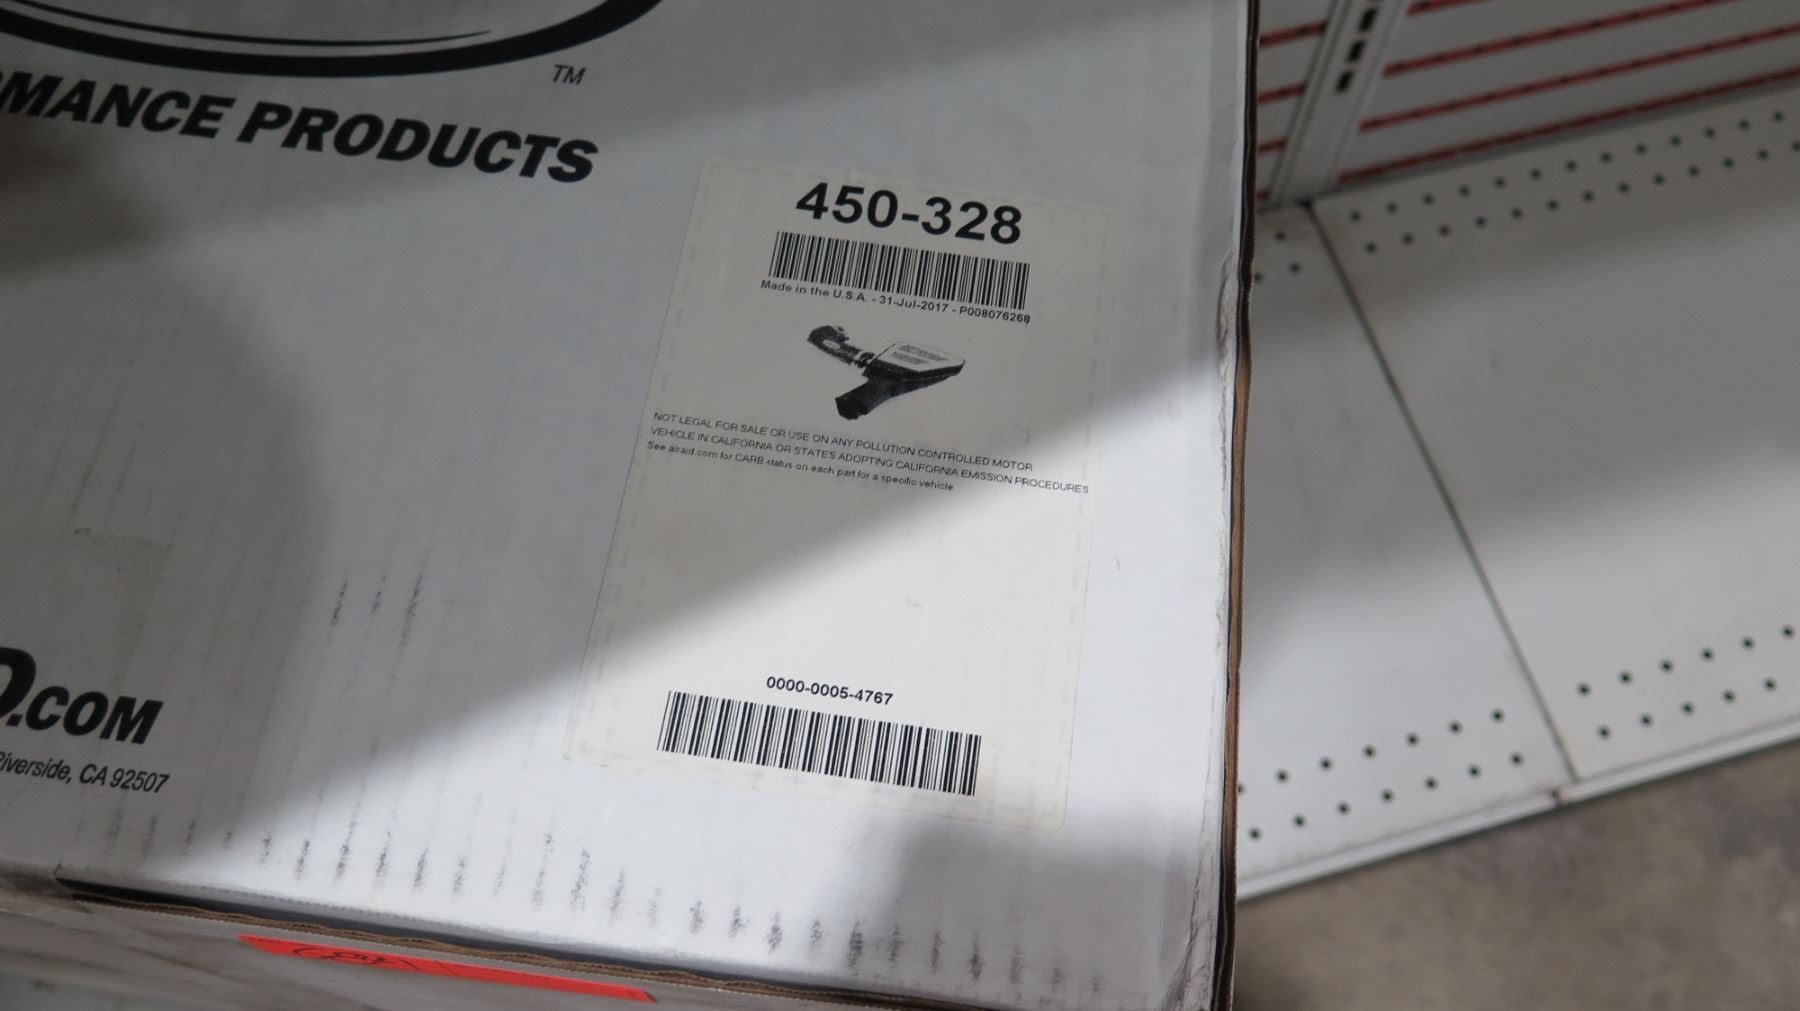 TM
MANCE PRODUCTS
450-328
Made in the U.S.A. - 31-Jul-2017 - P008076268
NOT LEGAL FOR SALE OR USE ON ANY POLLUTION CONTROLLED MOTOR
VEHICLE IN CALIFORNIA OR STATES ADOPTING CALIFORNIA EMISSION PROCEDURES
See airaid.com for CARB status on each part for a specific vehicle
0000-0005-4767
D.COM
Riverside, CA 92507